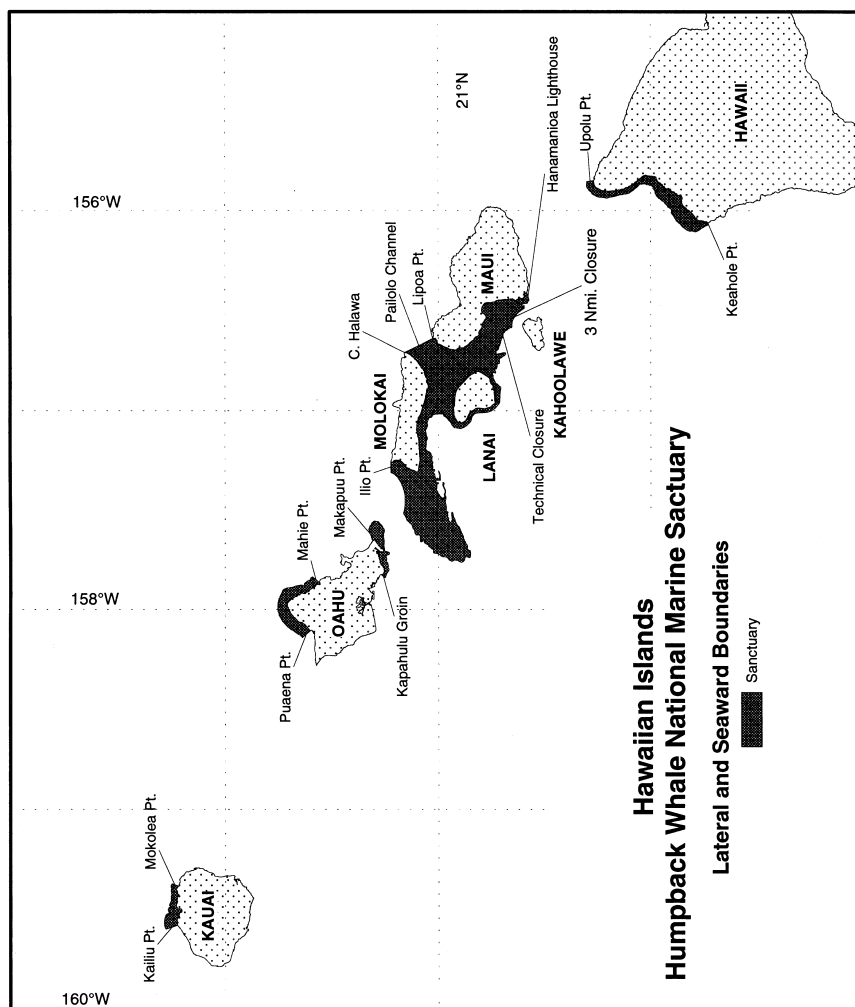 160°W
158°W
156°W
21°N
Kailiu Pt.
Mokolea Pt.
KAUAI
Puaena Pt.
Mahie Pt.
OAHU
Makapuu Pt.
Kapahulu Groin
Ilio Pt.
MOLOKAI
C. Halawa
Pailolo Channel
Lipoa Pt.
MAUI
LANAI
KAHOOLAWE
Technical Closure
3 Nmi. Closure
Hanamanioa Lighthouse
Upolu Pt.
HAWAII
Keahole Pt.
Hawaiian Islands
Humpback Whale National Marine Sactuary
Lateral and Seaward Boundaries
Sanctuary